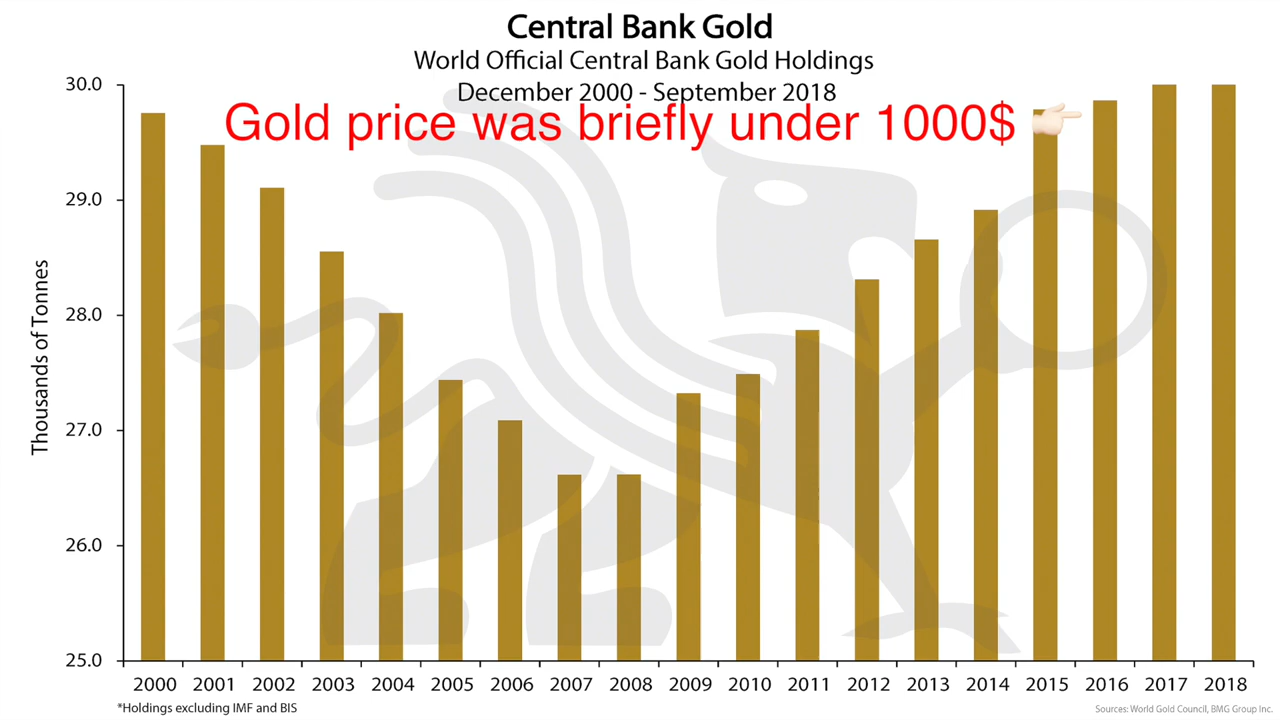 Central Bank Gold
World Official Central Bank Gold Holdings
December 2000 - September 2018
Gold price was briefly under 1000$
Thousands of Tonnes
30.0
29.0
28.0
27.0
26.0
25.0
2000 2001 2002 2003 2004 2005 2006 2007 2008 2009 2010 2011 2012 2013 2014 2015 2016 2017 2018
*Holdings excluding IMF and BIS
Sources: World Gold Council, BMG Group Inc.